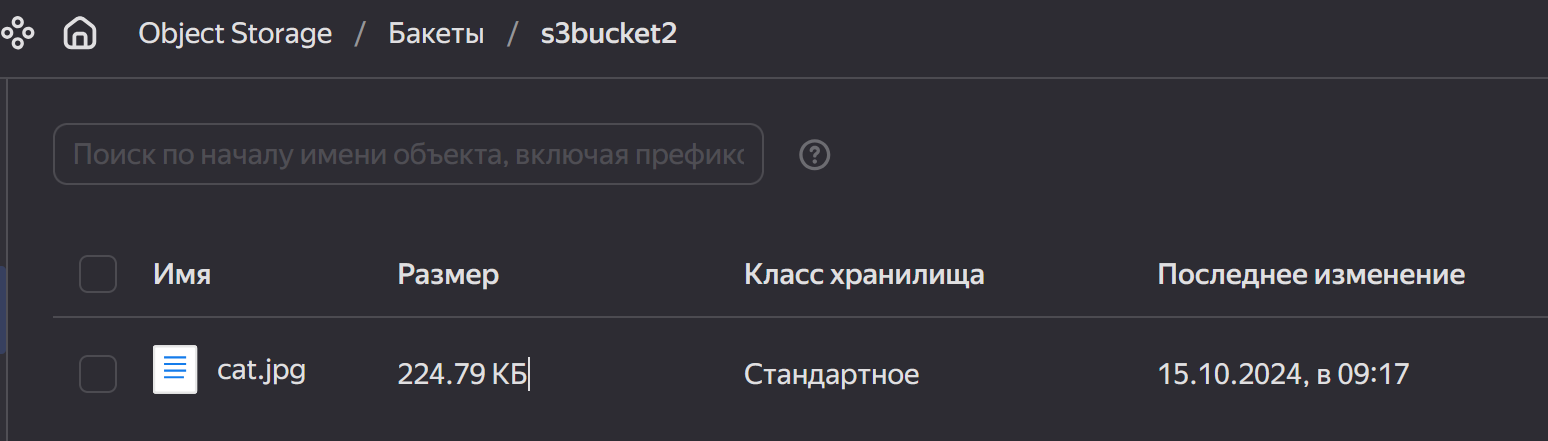 Object Storage / Бакеты / s3bucket2
Поиск по началу имени объекта, включая префикс
?
Имя Размер Класс хранилища Последнее изменение
cat.jpg 224.79 КБ Стандартное 15.10.2024, в 09:17